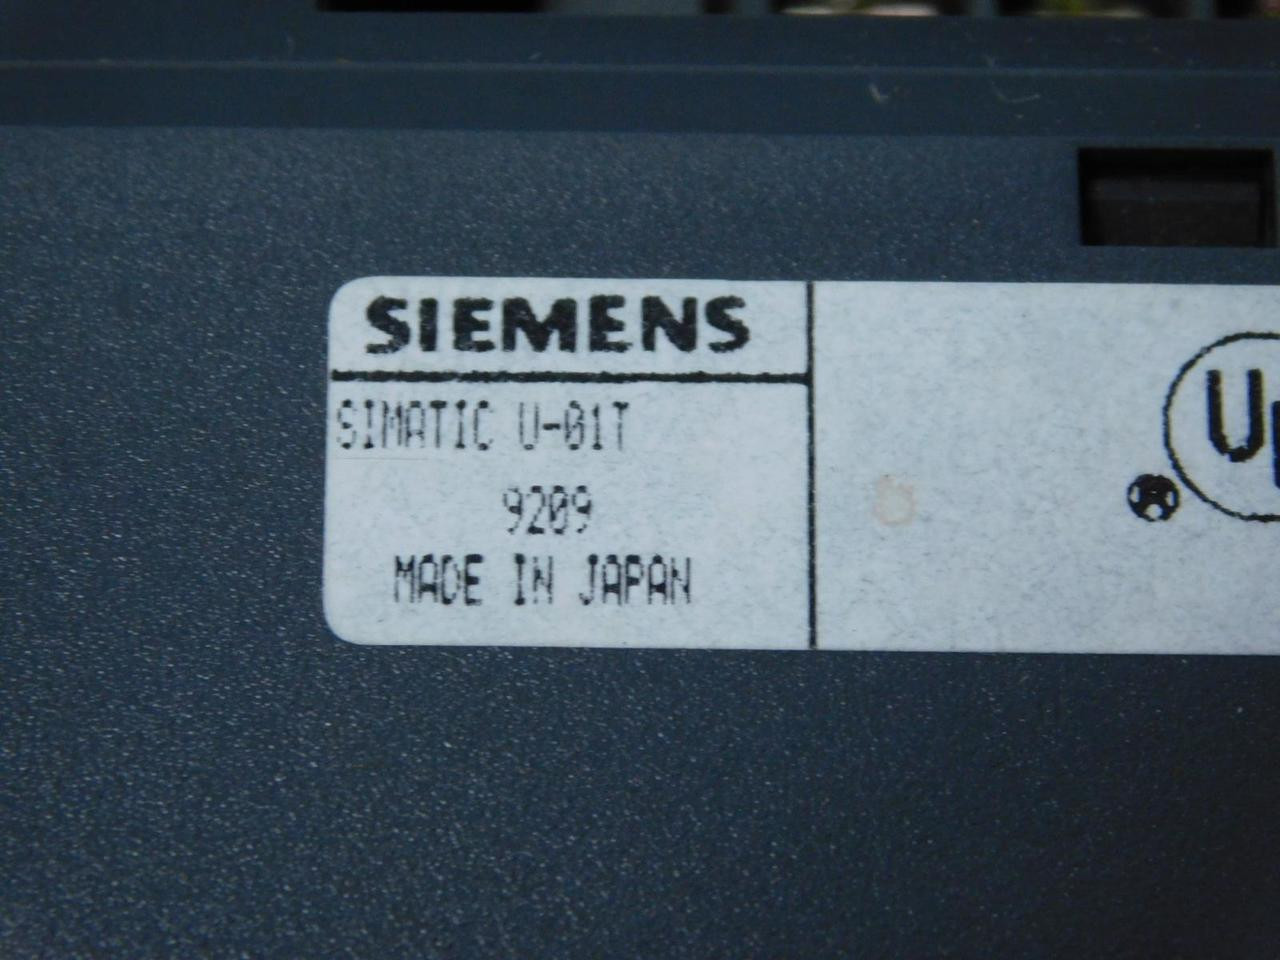 SIEMENS
SIMATIC U-01T
9209
MADE IN JAPAN
U